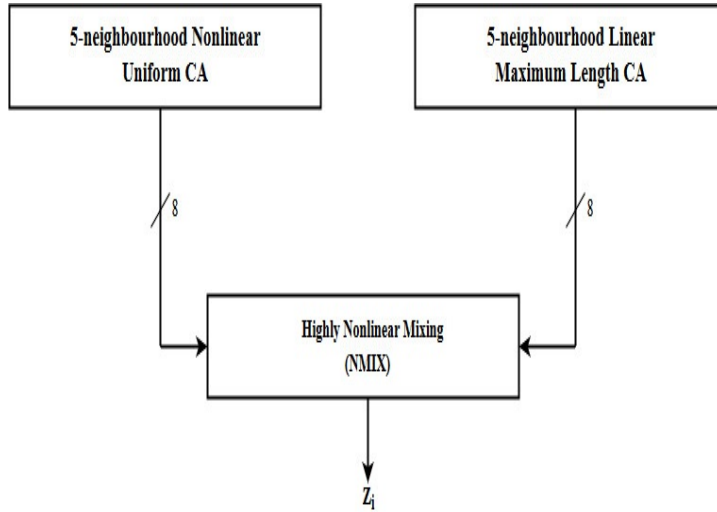 5-neighbourhood Nonlinear
Uniform CA
5-neighbourhood Linear
Maximum Length CA
8
8
Highly Nonlinear Mixing
(NMIX)
Zi